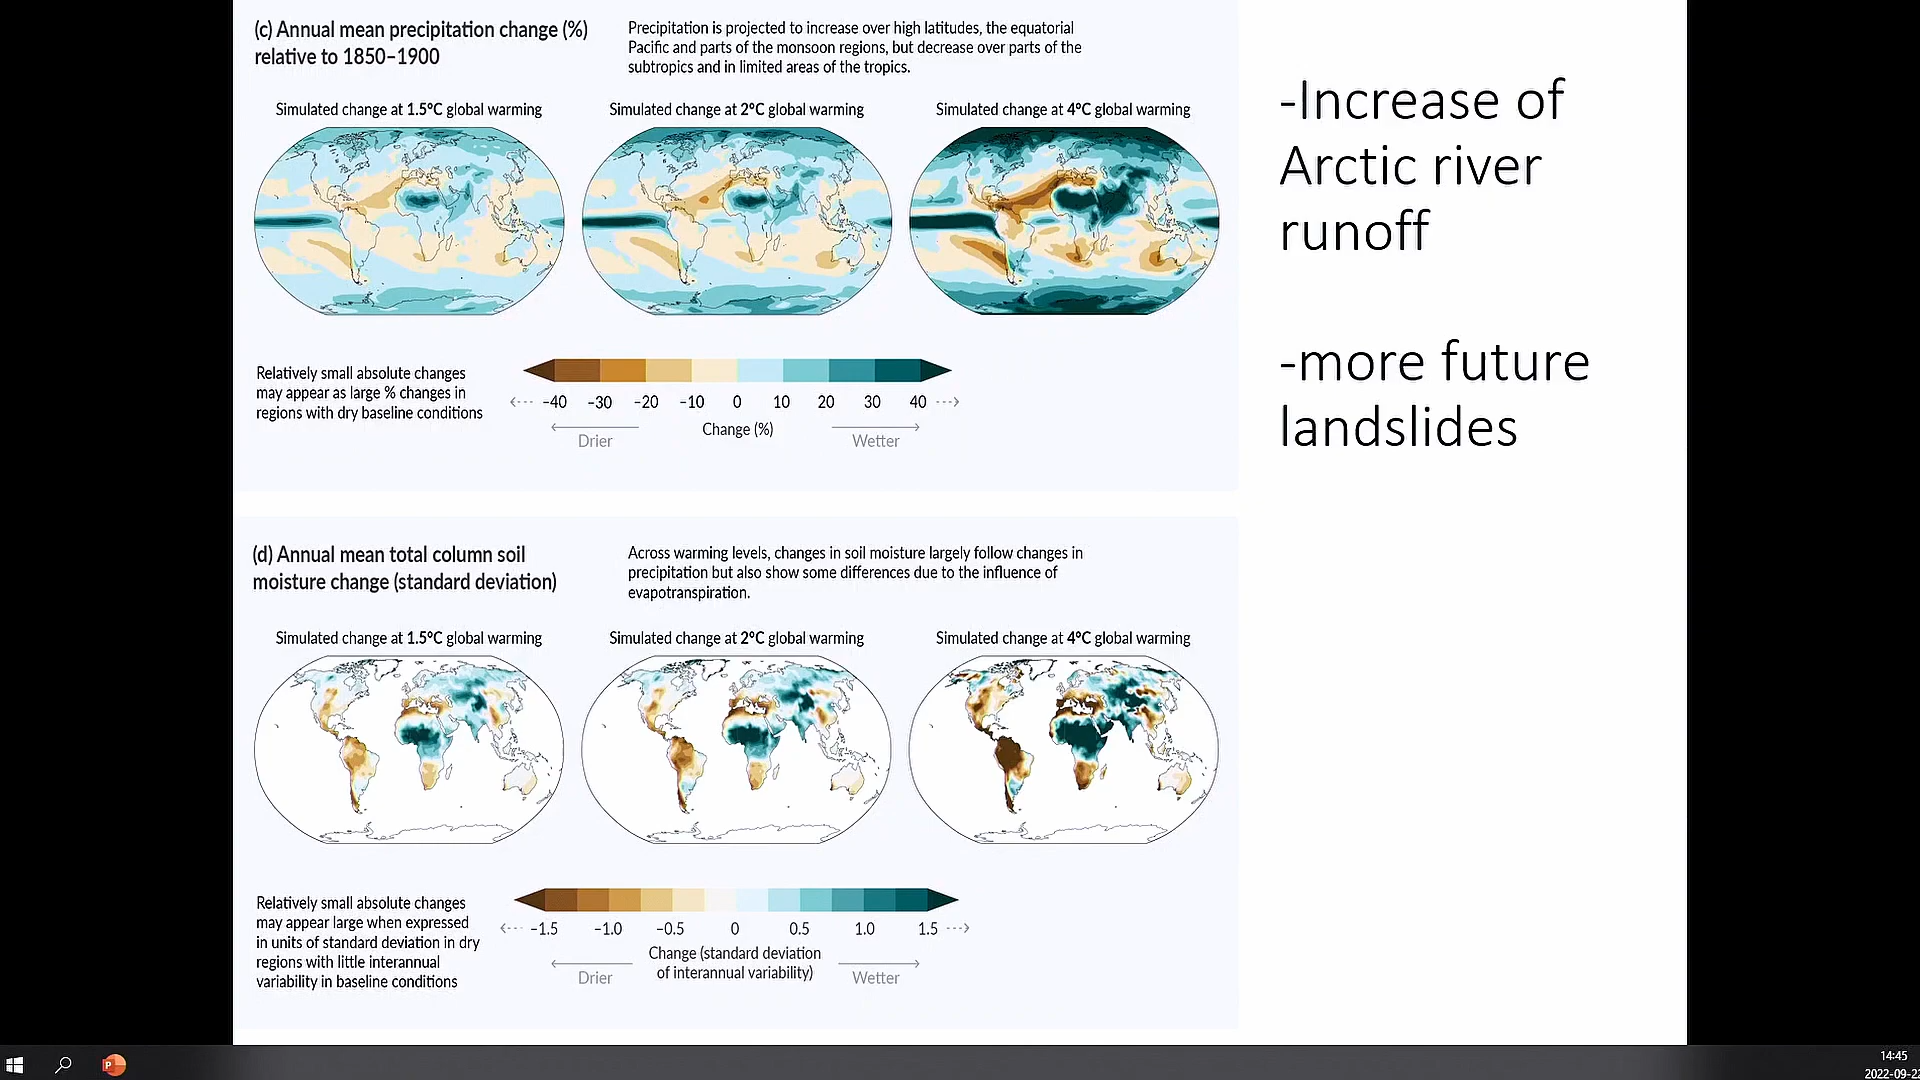 (c) Annual mean precipitation change (%)
relative to 1850–1900
Precipitation is projected to increase over high latitudes, the equatorial
Pacific and parts of the monsoon regions, but decrease over parts of the
subtropics and in limited areas of the tropics.
Simulated change at 1.5°C global warming
Simulated change at 2°C global warming
Simulated change at 4°C global warming
Relatively small absolute changes
may appear as large % changes in
regions with dry baseline conditions
−40 −30 −20 −10 0 10 20 30 40
Change (%)
Drier
Wetter
(d) Annual mean total column soil
moisture change (standard deviation)
Across warming levels, changes in soil moisture largely follow changes in
precipitation but also show some differences due to the influence of
evapotranspiration.
Simulated change at 1.5°C global warming
Simulated change at 2°C global warming
Simulated change at 4°C global warming
Relatively small absolute changes
may appear large when expressed
in units of standard deviation in dry
regions with little interannual
variability in baseline conditions
−1.5 −1.0 −0.5 0 0.5 1.0 1.5
Change (standard deviation
of interannual variability)
Drier
Wetter
-Increase of
Arctic river
runoff
-more future
landslides
P
14:45
2022-09-22